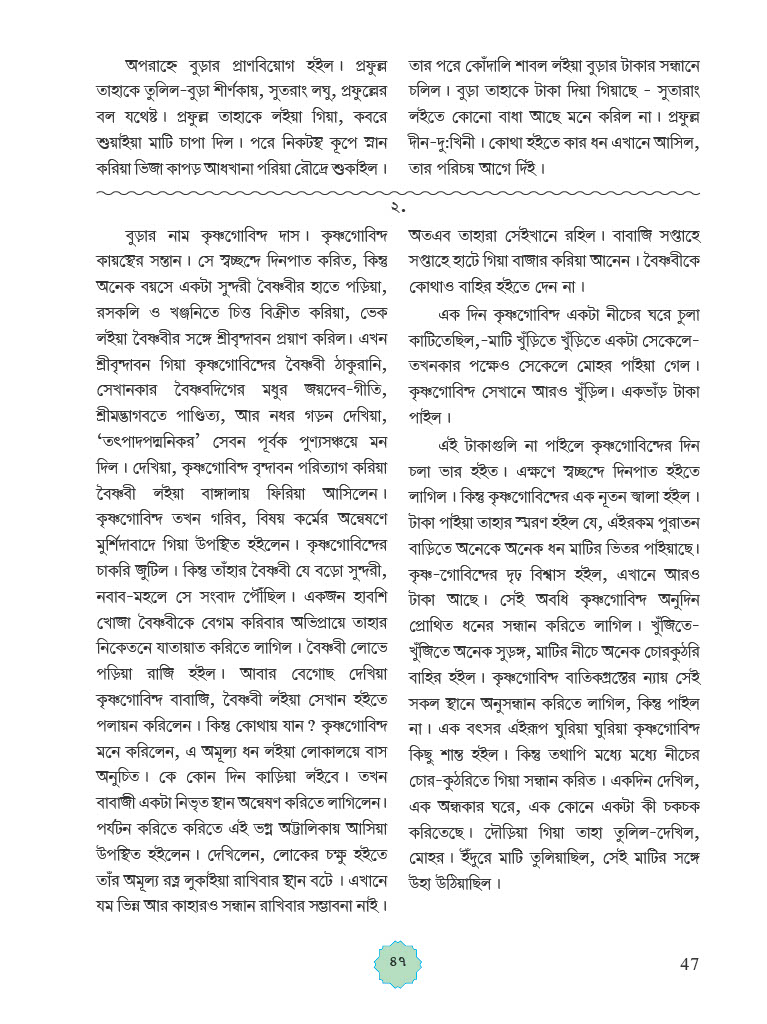 অপরাহ্নে বুড়ার প্রাণবিয়োগ হইল। প্রফুল্ল
তাহাকে তুলিল-বুড়া শীর্ণকায়, সুতরাং লঘু, প্রফুল্লের
বল যথেষ্ট। প্রফুল্ল তাহাকে লইয়া গিয়া, কবরে
শুয়াইয়া মাটি চাপা দিল। পরে নিকটস্থ কূপে স্নান
করিয়া ভিজা কাপড় আধখানা পরিয়া রৌদ্রে শুকাইল।
তার পরে কোঁদালি শাবল লইয়া বুড়ার টাকার সন্ধানে
চলিল। বুড়া তাহাকে টাকা দিয়া গিয়াছে - সুতারাং
লইতে কোনো বাধা আছে মনে করিল না। প্রফুল্ল
দীন-দু:খিনী। কোথা হইতে কার ধন এখানে আসিল,
তার পরিচয় আগে দিঁই।
২.
বুড়ার নাম কৃষ্ণগোবিন্দ দাস। কৃষ্ণগোবিন্দ
কায়স্থের সন্তান। সে স্বচ্ছন্দে দিনপাত করিত, কিন্তু
অনেক বয়সে একটা সুন্দরী বৈষ্ণবীর হাতে পড়িয়া,
রসকলি ও খঞ্জনিতে চিত্ত বিক্রীত করিয়া, ভেক
লইয়া বৈষ্ণবীর সঙ্গে শ্রীবৃন্দাবন প্রয়াণ করিল। এখন
শ্রীবৃন্দাবন গিয়া কৃষ্ণগোবিন্দের বৈষ্ণবী ঠাকুরানি,
সেখানকার বৈষ্ণবদিগের মধুর জয়দেব-গীতি,
শ্রীমদ্ভাগবতে পাণ্ডিত্য, আর নধর গড়ন দেখিয়া,
‘তৎপাদপদ্মনিকর’ সেবন পূর্বক পুণ্যসঞ্চয়ে মন
দিল। দেখিয়া, কৃষ্ণগোবিন্দ বৃন্দাবন পরিত্যাগ করিয়া
বৈষ্ণবী লইয়া বাঙ্গালায় ফিরিয়া আসিলেন।
কৃষ্ণগোবিন্দ তখন গরিব, বিষয় কর্মের অন্বেষণে
মুর্শিদাবাদে গিয়া উপস্থিত হইলেন। কৃষ্ণগোবিন্দের
চাকরি জুটিল। কিন্তু তাঁহার বৈষ্ণবী যে বড়ো সুন্দরী,
নবাব-মহলে সে সংবাদ পৌঁছিল। একজন হাবশি
খোজা বৈষ্ণবীকে বেগম করিবার অভিপ্রায়ে তাহার
নিকেতনে যাতায়াত করিতে লাগিল। বৈষ্ণবী লোভে
পড়িয়া রাজি হইল। আবার বেগোছ দেখিয়া
কৃষ্ণগোবিন্দ বাবাজি, বৈষ্ণবী লইয়া সেখান হইতে
পলায়ন করিলেন। কিন্তু কোথায় যান? কৃষ্ণগোবিন্দ
মনে করিলেন, এ অমূল্য ধন লইয়া লোকালয়ে বাস
অনুচিত। কে কোন দিন কাড়িয়া লইবে। তখন
বাবাজী একটা নিভৃত স্থান অন্বেষণ করিতে লাগিলেন।
পর্যটন করিতে করিতে এই ভগ্ন অট্টালিকায় আসিয়া
উপস্থিত হইলেন। দেখিলেন, লোকের চক্ষু হইতে
তাঁর অমূল্য রত্ন লুকাইয়া রাখিবার স্থান বটে । এখানে
যম ভিন্ন আর কাহারও সন্ধান রাখিবার সম্ভাবনা নাই।
অতএব তাহারা সেইখানে রহিল। বাবাজি সপ্তাহে
সপ্তাহে হাটে গিয়া বাজার করিয়া আনেন। বৈষ্ণবীকে
কোথাও বাহির হইতে দেন না।
এক দিন কৃষ্ণগোবিন্দ একটা নীচের ঘরে চুলা
কাটিতেছিল,-মাটি খুঁড়িতে খুঁড়িতে একটা সেকেলে-
তখনকার পক্ষেও সেকেলে মোহর পাইয়া গেল।
কৃষ্ণগোবিন্দ সেখানে আরও খুঁড়িল। একভাঁড় টাকা
পাইল।
এই টাকাগুলি না পাইলে কৃষ্ণগোবিন্দের দিন
চলা ভার হইত। এক্ষণে স্বচ্ছন্দে দিনপাত হইতে
লাগিল। কিন্তু কৃষ্ণগোবিন্দের এক নূতন জ্বালা হইল।
টাকা পাইয়া তাহার স্মরণ হইল যে, এইরকম পুরাতন
বাড়িতে অনেকে অনেক ধন মাটির ভিতর পাইয়াছে।
কৃষ্ণ-গোবিন্দের দৃঢ় বিশ্বাস হইল, এখানে আরও
টাকা আছে। সেই অবধি কৃষ্ণগোবিন্দ অনুদিন
প্রোথিত ধনের সন্ধান করিতে লাগিল। খুঁজিতে-
খুঁজিতে অনেক সুড়ঙ্গ, মাটির নীচে অনেক চোরকুঠরি
বাহির হইল। কৃষ্ণগোবিন্দ বাতিকগ্রস্তের ন্যায় সেই
সকল স্থানে অনুসন্ধান করিতে লাগিল, কিন্তু পাইল
না। এক বৎসর এইরূপ ঘুরিয়া ঘুরিয়া কৃষ্ণগোবিন্দ
কিছু শান্ত হইল। কিন্তু তথাপি মধ্যে মধ্যে নীচের
চোর-কুঠরিতে গিয়া সন্ধান করিত। একদিন দেখিল,
এক অন্ধকার ঘরে, এক কোনে একটা কী চকচক
করিতেছে। দৌড়িয়া গিয়া তাহা তুলিল-দেখিল,
মোহর। ইঁদুরে মাটি তুলিয়াছিল, সেই মাটির সঙ্গে
উহা উঠিয়াছিল।
৪৭
47